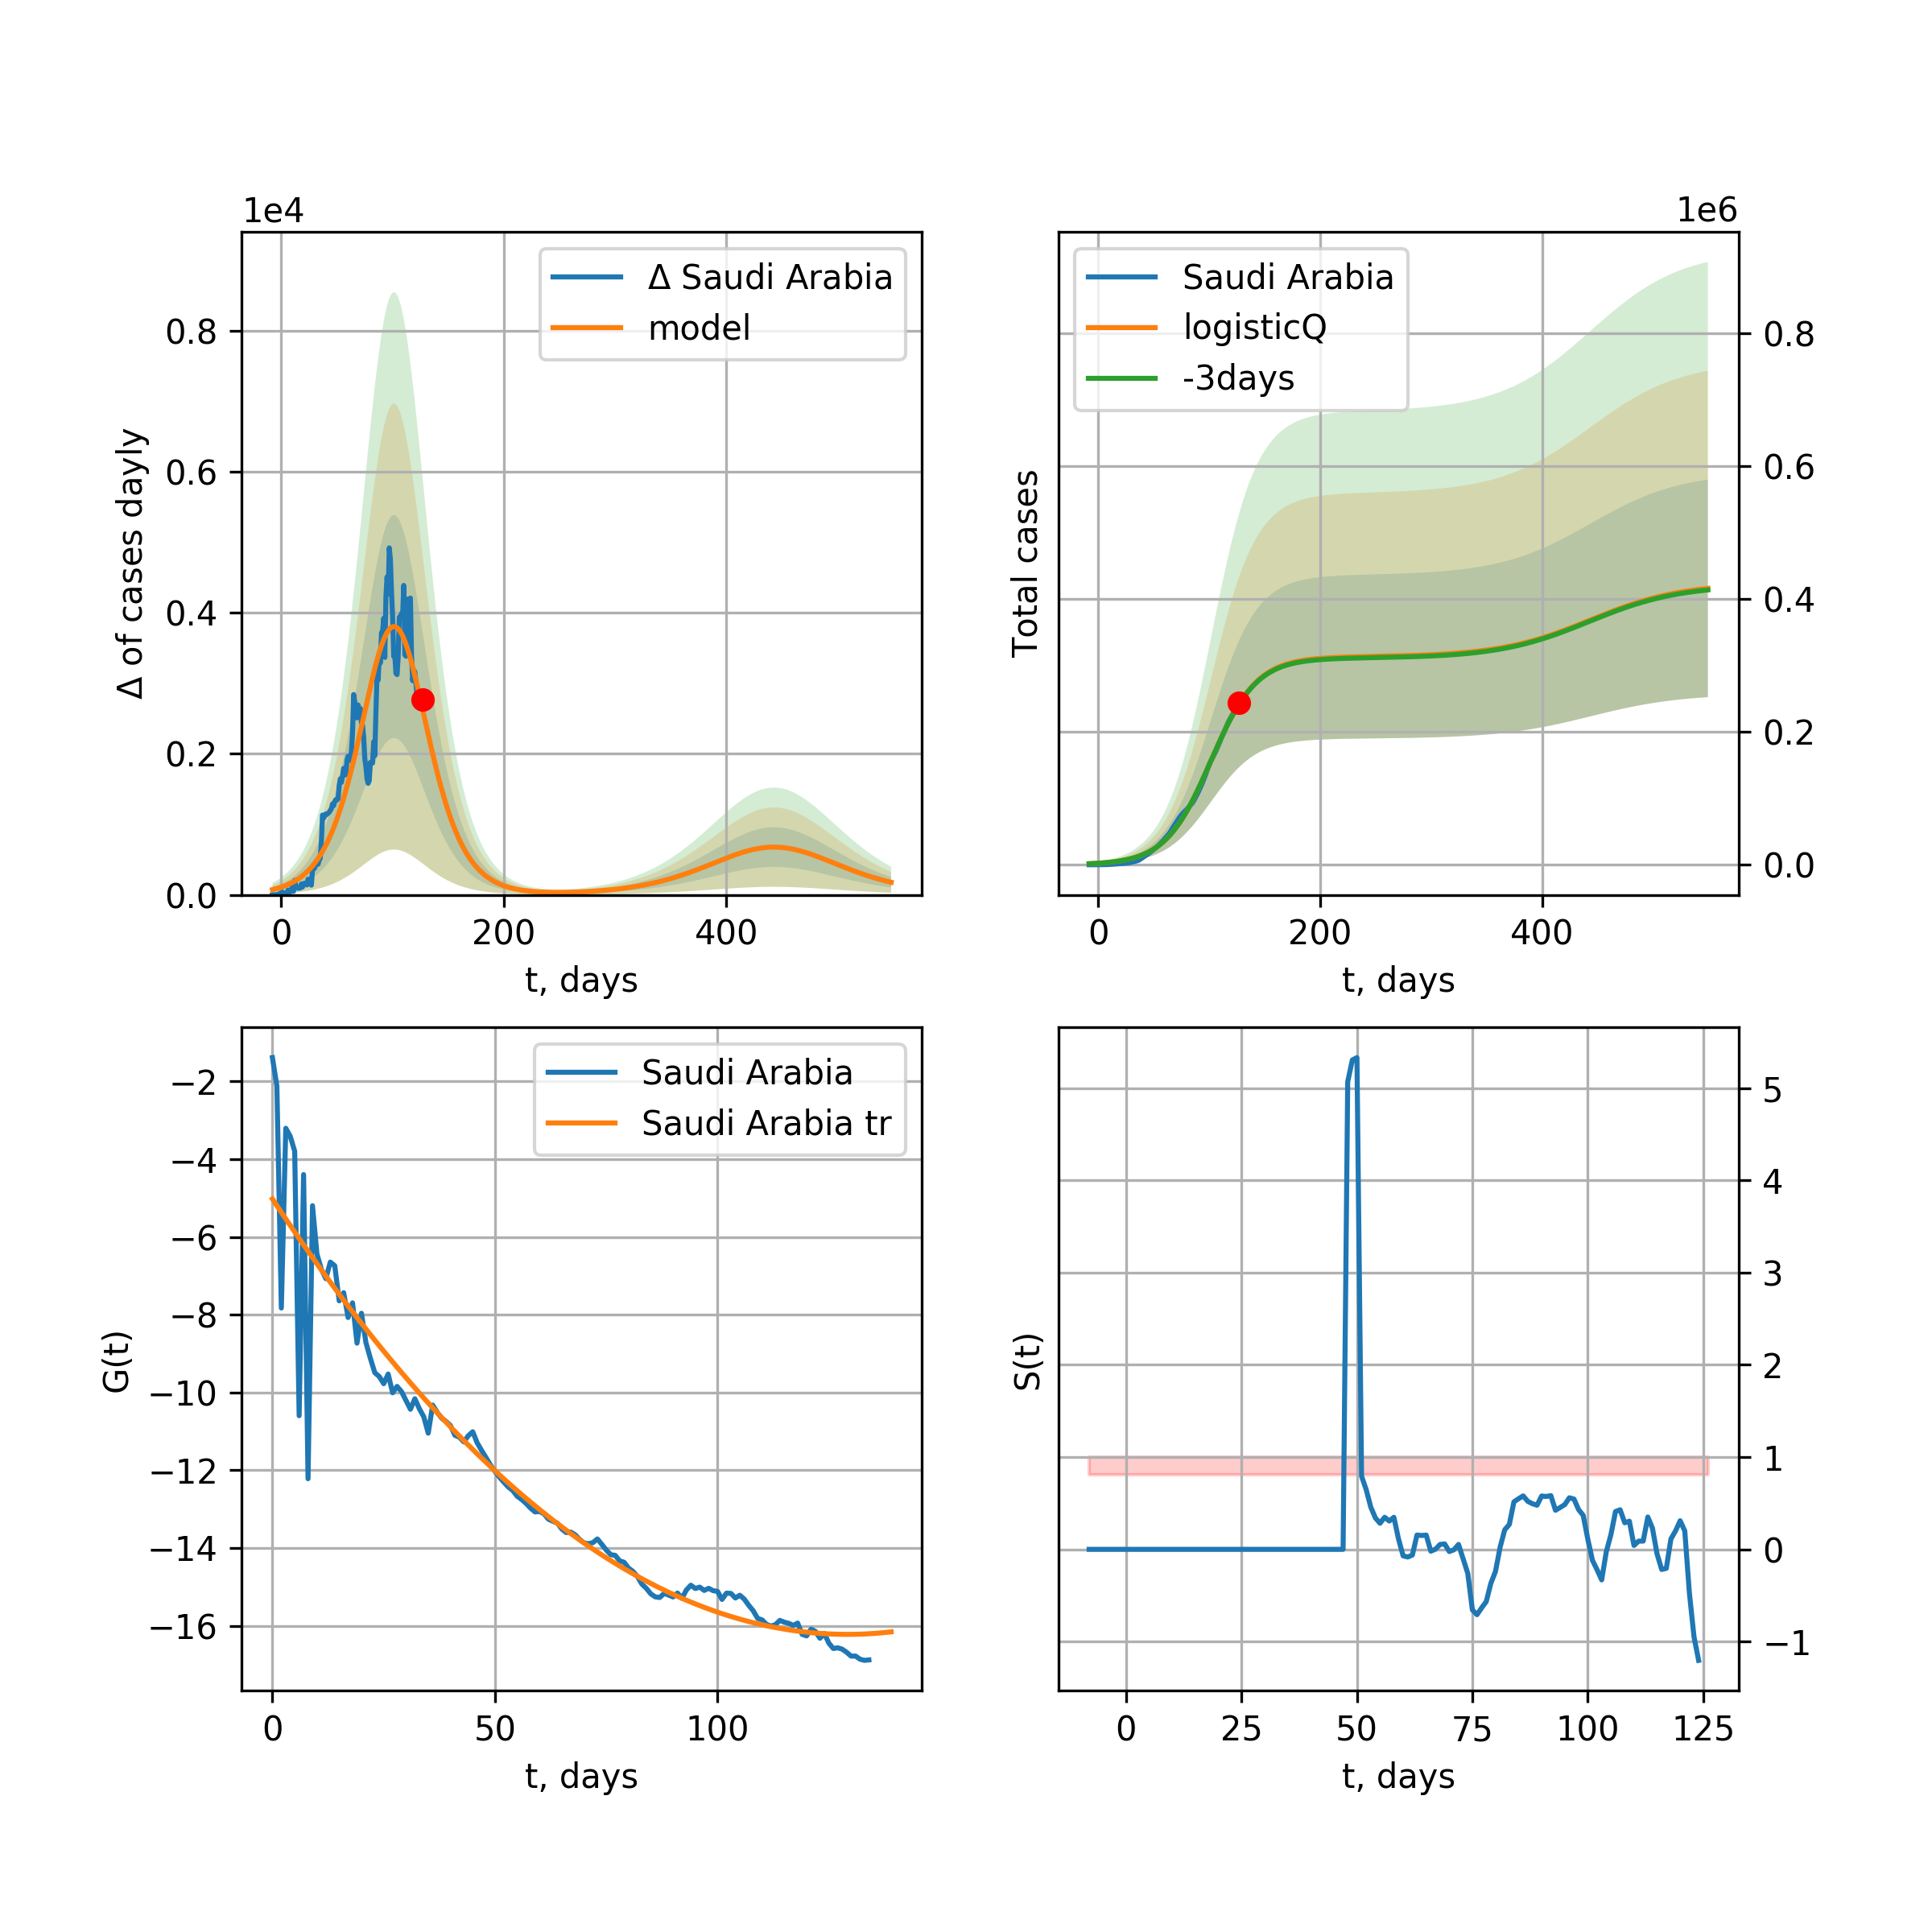 1e4
Δ of cases dayly
0.8
0.6
0.4
0.2
0.0
Δ Saudi Arabia
model
0 200 400
t, days
1e6
Total cases
Saudi Arabia
logisticQ
-3days
0.8
0.6
0.4
0.2
0.0
0 200 400
t, days
G(t)
−2
−4
−6
−8
−10
−12
−14
−16
Saudi Arabia
Saudi Arabia tr
0 50 100
t, days
S(t)
5
4
3
2
1
0
−1
0 25 50 75 100 125
t, days